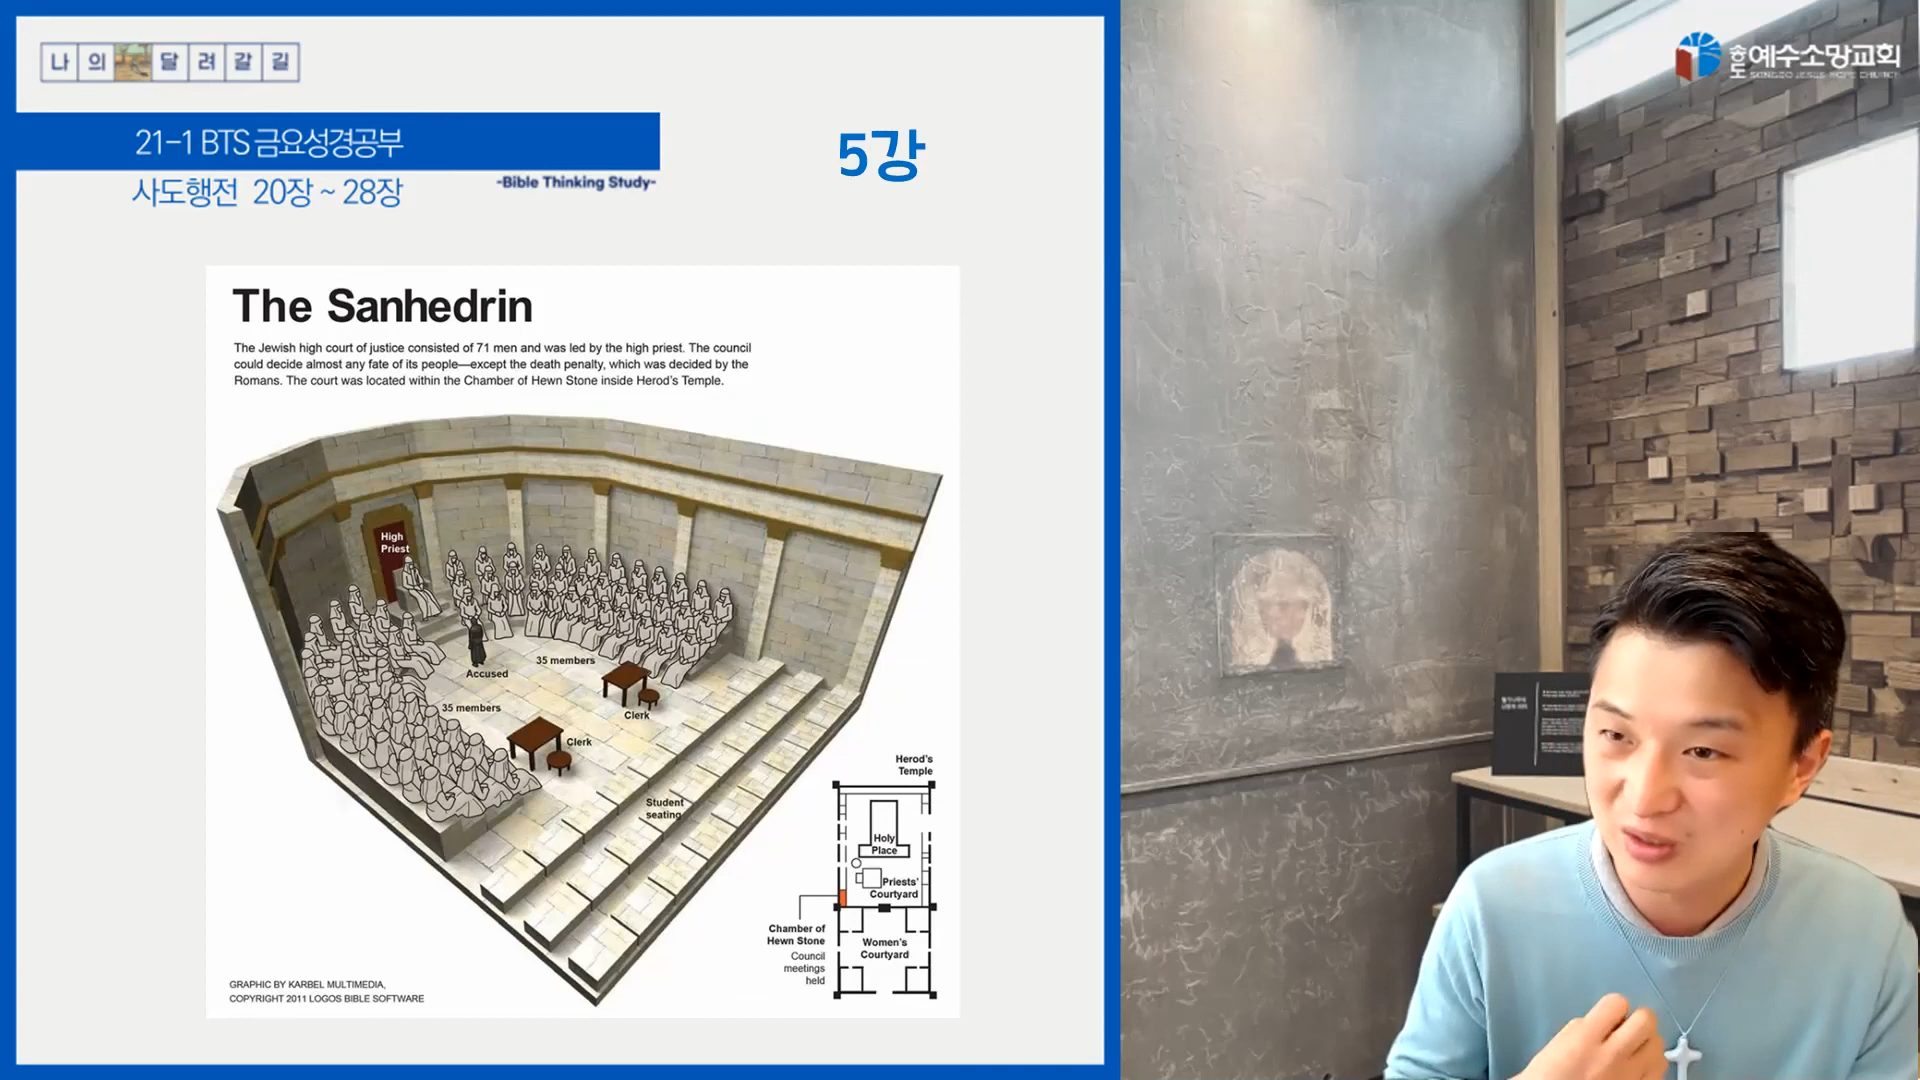 나의 달려갈길
21-1 BTS 금요성경공부
사도행전 20장 ~ 28장
-Bible Thinking Study-
5강
The Sanhedrin
The Jewish high court of justice consisted of 71 men and was led by the high priest. The council
could decide almost any fate of its people—except the death penalty, which was decided by the
Romans. The court was located within the Chamber of Hewn Stone inside Herod's Temple.
High
Priest
Accused
35 members
35 members
Clerk
Clerk
Student
seating
Herod's
Temple
Holy
Place
Priests'
Courtyard
Chamber of
Hewn Stone
Council
meetings
held
Women's
Courtyard
GRAPHIC BY KARBEL MULTIMEDIA,
COPYRIGHT 2011 LOGOS BIBLE SOFTWARE
송도예수소망교회
SONGDO JESUS HOPE CHURCH